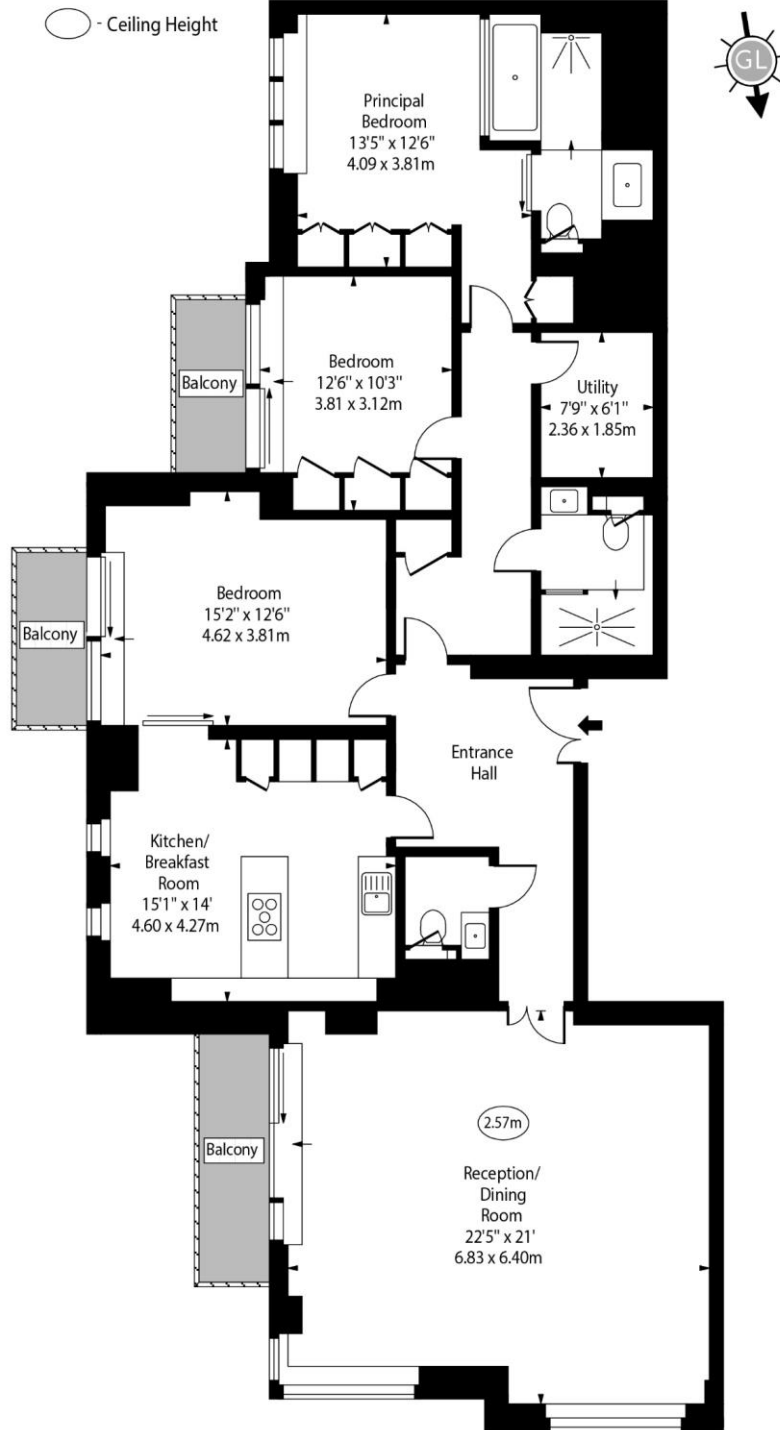 - Ceiling Height
GL
Principal
Bedroom
13'5" x 12'6"
4.09 x 3.81m
Balcony
Bedroom
12'6" x 10'3"
3.81 x 3.12m
Utility
7'9" x 6'1"
2.36 x 1.85m
Balcony
Bedroom
15'2" x 12'6"
4.62 x 3.81m
Entrance
Hall
Kitchen/
Breakfast
Room
15'1" x 14'
4.60 x 4.27m
Balcony
2.57m
Reception/
Dining
Room
22'5" x 21'
6.83 x 6.40m